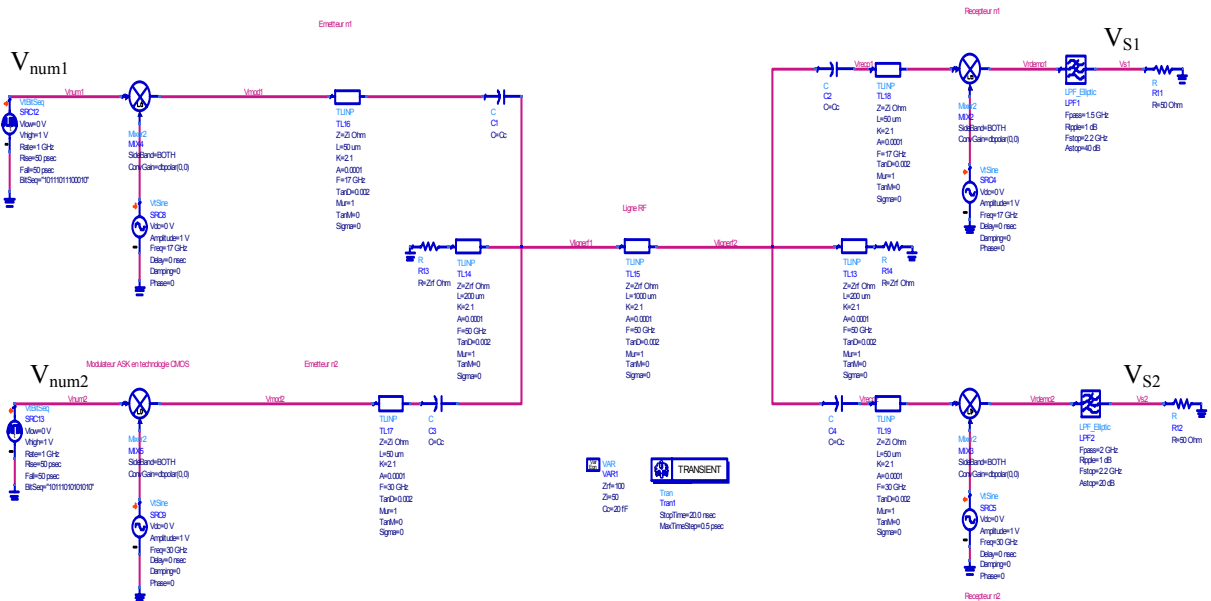 Emetteur n1
Recepteur n1
Vnum1
VS1
Vnum1
VtBitSeq
SRC12
Vlow=0 V
Vhigh=1 V
Rate=1 GHz
Rise=50 psec
Fall=50 psec
BitSeq="10111011100010"
LO
Mixer2
MIX4
SideBand=BOTH
ConvGain=dbpolar(0,0)
VtSine
SRC8
Vdc=0 V
Amplitude=1 V
Freq=17 GHz
Delay=0 nsec
Damping=0
Phase=0
Vmod1
TLINP
TL16
Z=Zi Ohm
L=50 um
K=2.1
A=0.0001
F=17 GHz
TanD=0.002
Mur=1
TanM=0
Sigma=0
C
C1
C=Cc
C
C2
C=Cc
TLINP
TL18
Z=Zi Ohm
L=50 um
K=2.1
A=0.0001
F=17 GHz
TanD=0.002
Mur=1
TanM=0
Sigma=0
LO
Mixer2
MIX2
SideBand=BOTH
ConvGain=dbpolar(0,0)
VtSine
SRC4
Vdc=0 V
Amplitude=1 V
Freq=17 GHz
Delay=0 nsec
Damping=0
Phase=0
Vrdemo1
LPF_Elliptic
LPF1
Fpass=1.5 GHz
Ripple=1 dB
Fstop=2.2 GHz
Astop=40 dB
Vs1
R
R11
R=50 Ohm
Ligne RF
R
R13
R=Zrf Ohm
TLINP
TL14
Z=Zrf Ohm
L=200 um
K=2.1
A=0.0001
F=50 GHz
TanD=0.002
Mur=1
TanM=0
Sigma=0
Vlignerf1
TLINP
TL15
Z=Zrf Ohm
L=1000 um
K=2.1
A=0.0001
F=50 GHz
TanD=0.002
Mur=1
TanM=0
Sigma=0
Vlignerf2
TLINP
TL13
Z=Zrf Ohm
L=200 um
K=2.1
A=0.0001
F=50 GHz
TanD=0.002
Mur=1
TanM=0
Sigma=0
R
R14
R=Zrf Ohm
Modulateur ASK en technologie CMOS
Emetteur n2
Vnum2
VS2
Vnum2
VtBitSeq
SRC13
Vlow=0 V
Vhigh=1 V
Rate=1 GHz
Rise=50 psec
Fall=50 psec
BitSeq="10111010101010"
LO
Mixer2
MIX5
SideBand=BOTH
ConvGain=dbpolar(0,0)
VtSine
SRC9
Vdc=0 V
Amplitude=1 V
Freq=30 GHz
Delay=0 nsec
Damping=0
Phase=0
Vmod2
TLINP
TL17
Z=Zi Ohm
L=50 um
K=2.1
A=0.0001
F=30 GHz
TanD=0.002
Mur=1
TanM=0
Sigma=0
C
C3
C=Cc
Var
Eqn
VAR
VAR1
Zrf=100
Zi=50
Cc=20 fF
TRANSIENT
Tran
Tran1
StopTime=20.0 nsec
MaxTimeStep=0.5 psec
C
C4
C=Cc
TLINP
TL19
Z=Zi Ohm
L=50 um
K=2.1
A=0.0001
F=30 GHz
TanD=0.002
Mur=1
TanM=0
Sigma=0
LO
Mixer2
MIX3
SideBand=BOTH
ConvGain=dbpolar(0,0)
VtSine
SRC5
Vdc=0 V
Amplitude=1 V
Freq=30 GHz
Delay=0 nsec
Damping=0
Phase=0
Vrdemo2
LPF_Elliptic
LPF2
Fpass=2 GHz
Ripple=1 dB
Fstop=2.2 GHz
Astop=20 dB
Vs2
R
R12
R=50 Ohm
Recepteur n2